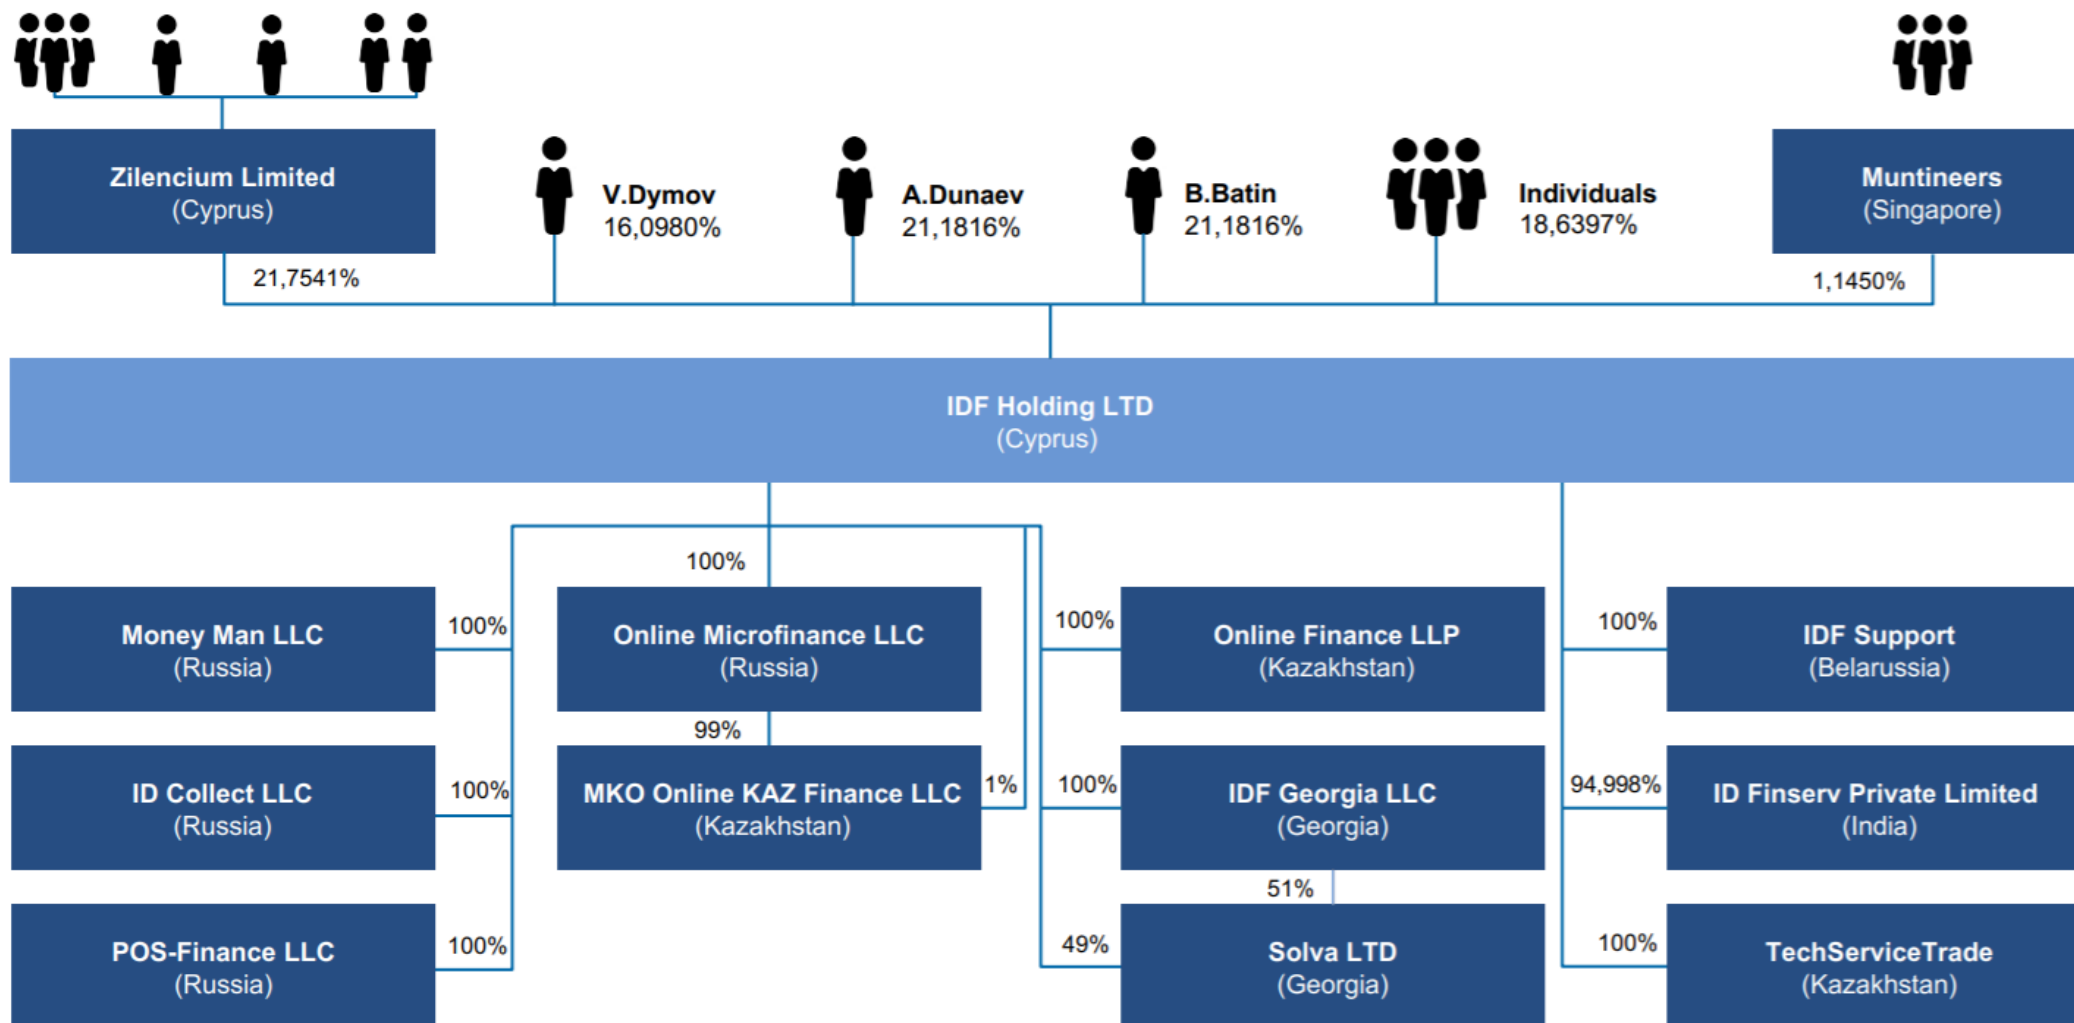 Zilencium Limited
(Cyprus)
V.Dymov
16,0980%
A.Dunaev
21,1816%
B.Batin
21,1816%
Individuals
18,6397%
Muntineers
(Singapore)
21,7541%
1,1450%
IDF Holding LTD
(Cyprus)
100%
Money Man LLC
(Russia)
100%
Online Microfinance LLC
(Russia)
100%
Online Finance LLP
(Kazakhstan)
100%
IDF Support
(Belarussia)
99%
ID Collect LLC
(Russia)
100%
MKO Online KAZ Finance LLC
(Kazakhstan)
1%
100%
IDF Georgia LLC
(Georgia)
94,998%
ID Finserv Private Limited
(India)
51%
POS-Finance LLC
(Russia)
100%
49%
Solva LTD
(Georgia)
100%
TechServiceTrade
(Kazakhstan)